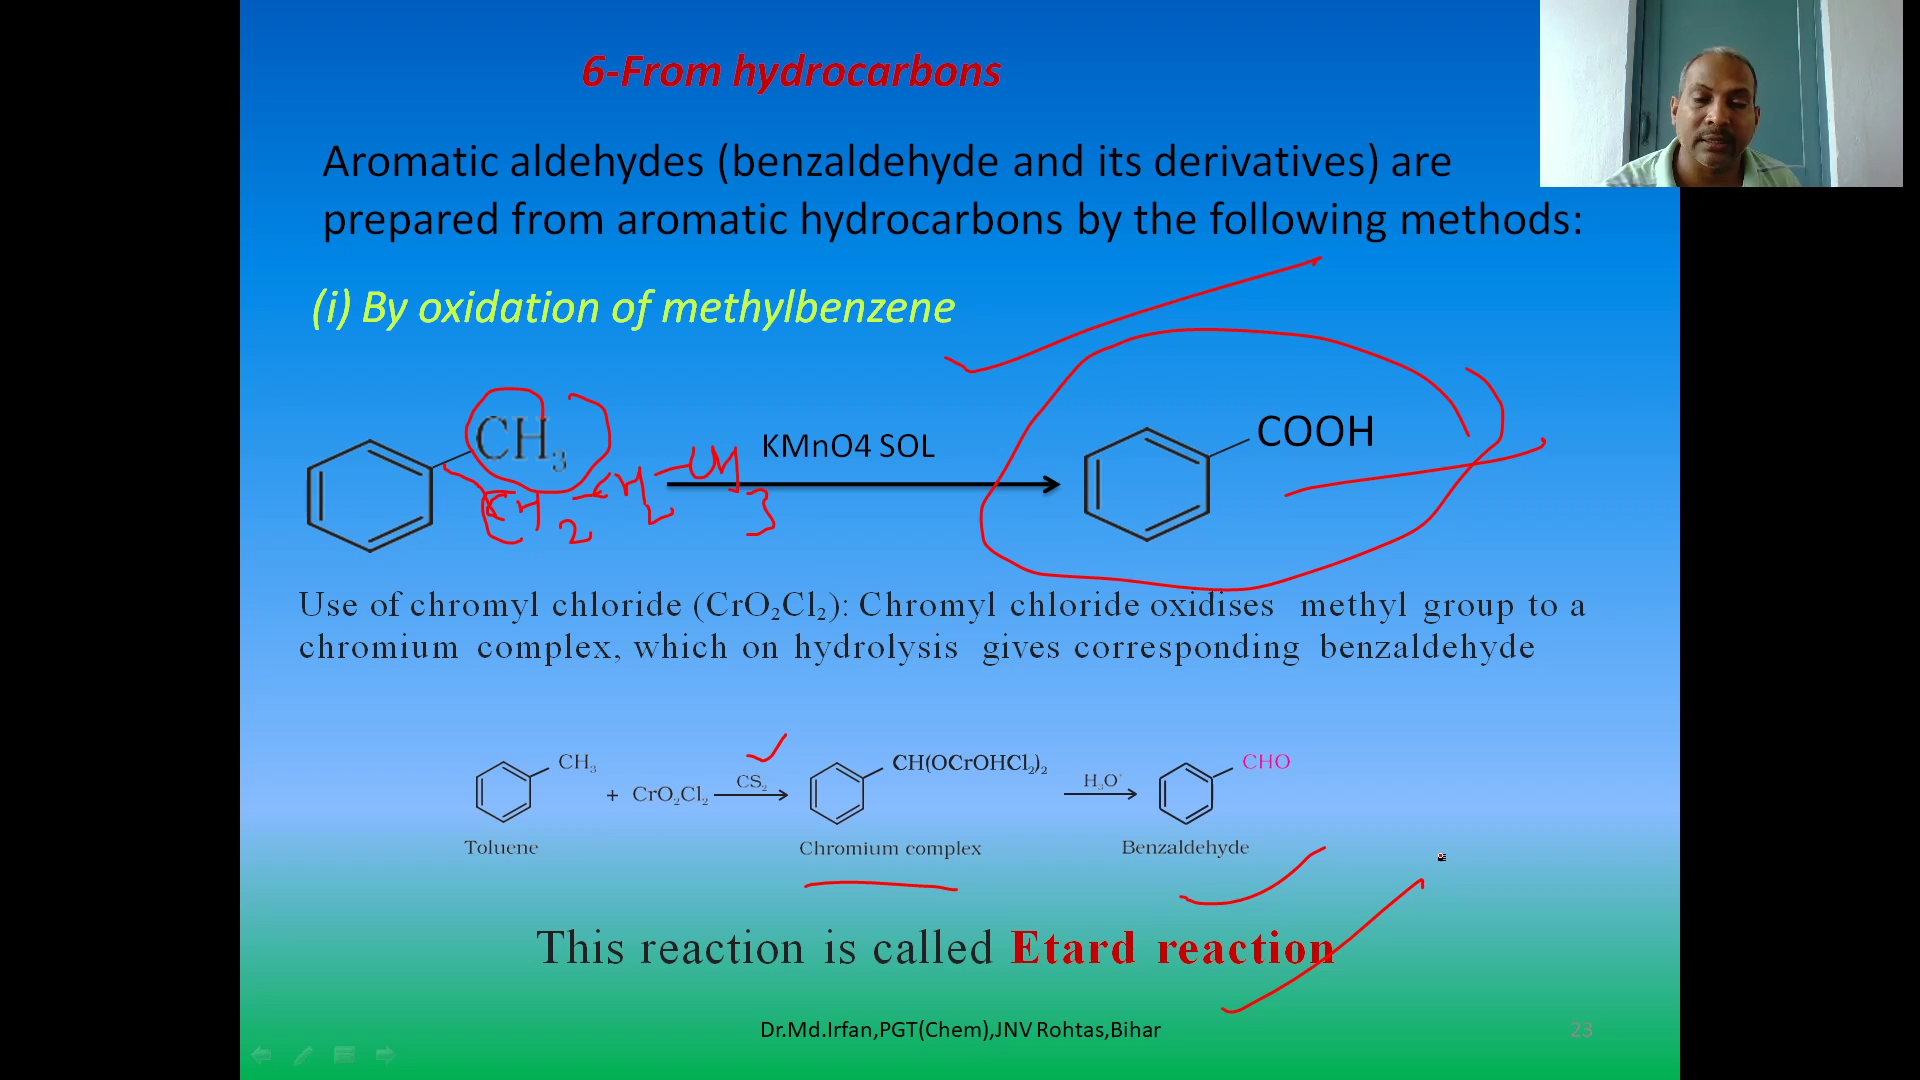 6-From hydrocarbons
Aromatic aldehydes (benzaldehyde and its derivatives) are
prepared from aromatic hydrocarbons by the following methods:
(i) By oxidation of methylbenzene
CH₃
KMnO4 SOL
COOH
CH₂-CH₂-CH₃
Use of chromyl chloride (CrO₂Cl₂): Chromyl chloride oxidises methyl group to a
chromium complex, which on hydrolysis gives corresponding benzaldehyde
CH₃ + CrO₂Cl₂ CS₂ CH(OCrOHCl₂)₂ H₃O⁺ CHO
Toluene Chromium complex Benzaldehyde
This reaction is called Etard reaction
Dr.Md.Irfan,PGT(Chem),JNV Rohtas,Bihar 23